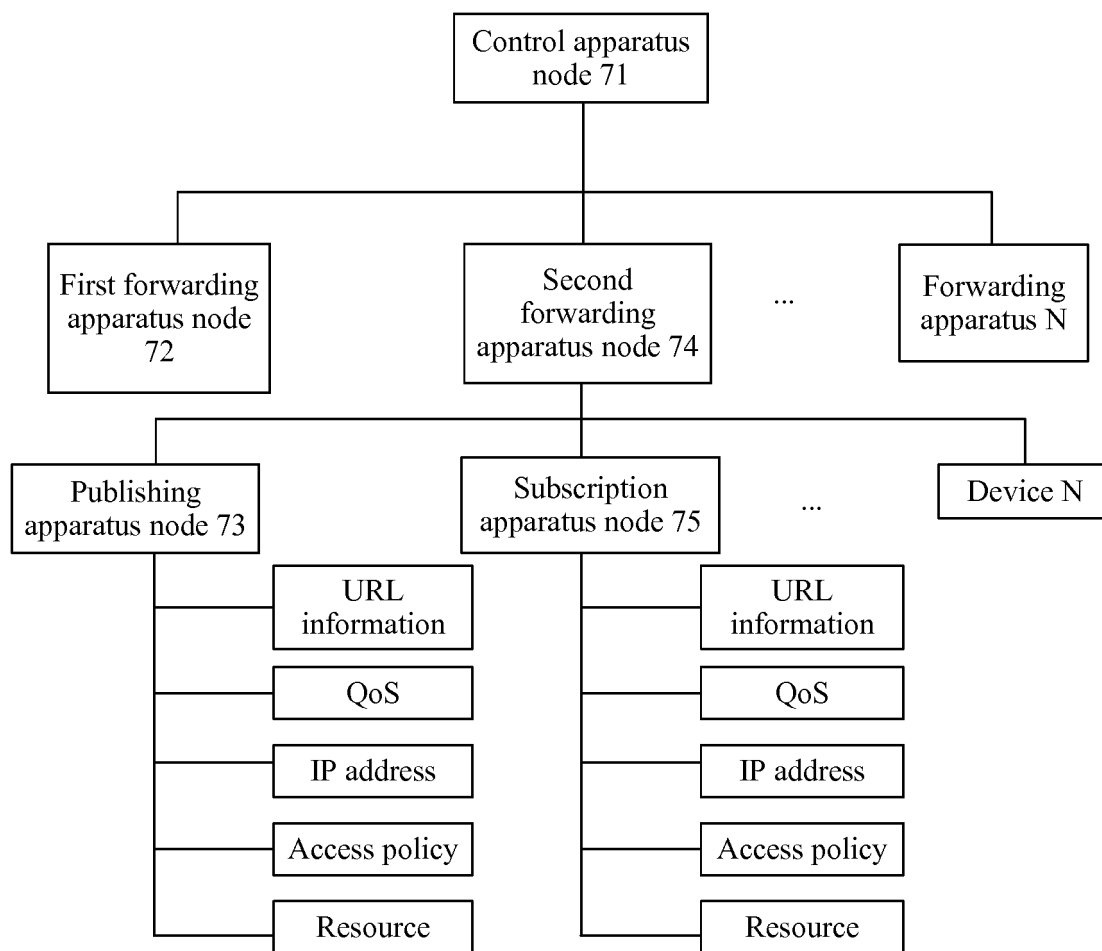 Control apparatus
node 71
First forwarding
apparatus node
72
Second
forwarding
apparatus node 74
...
Forwarding
apparatus N
Publishing
apparatus node 73
Subscription
apparatus node 75
...
Device N
URL
information
QoS
IP address
Access policy
Resource
URL
information
QoS
IP address
Access policy
Resource